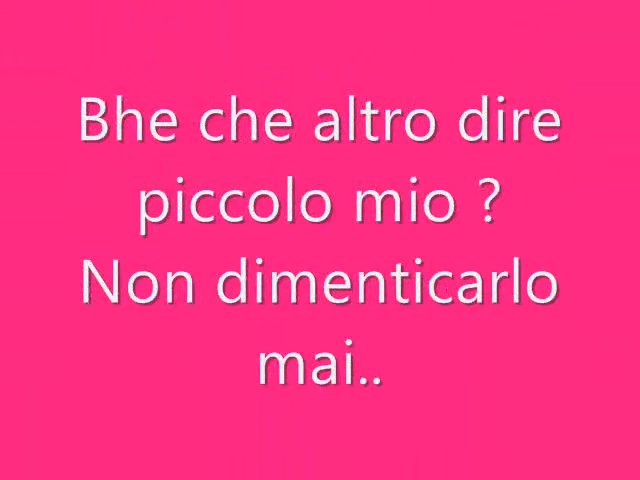 Bhe che altro dire
piccolo mio ?
Non dimenticarlo
mai..